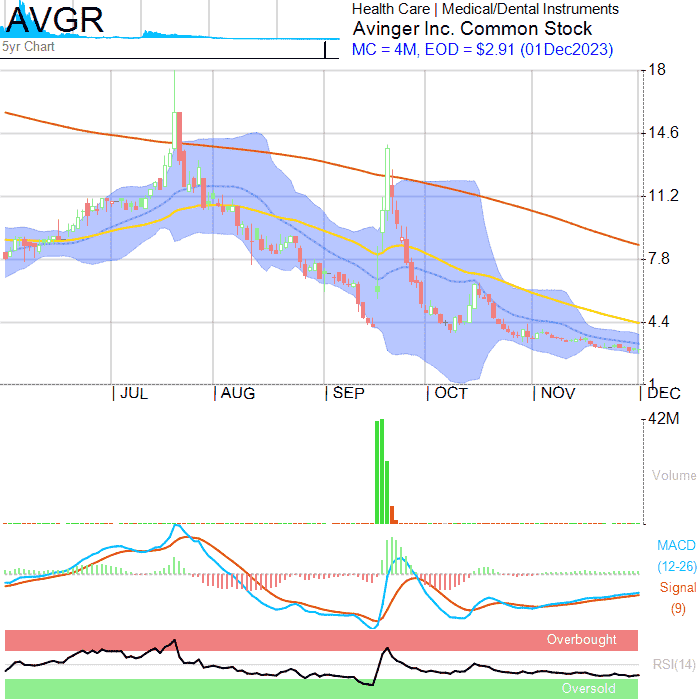 AVGR
5yr Chart
Health Care | Medical/Dental Instruments
Avinger Inc. Common Stock
MC = 4M, EOD = $2.91 (01Dec2023)
18
14.6
11.2
7.8
4.4
1
JUL
AUG
SEP
OCT
NOV
DEC
42M
Volume
MACD
(12-26)
Signal
(9)
Overbought
RSI(14)
Oversold